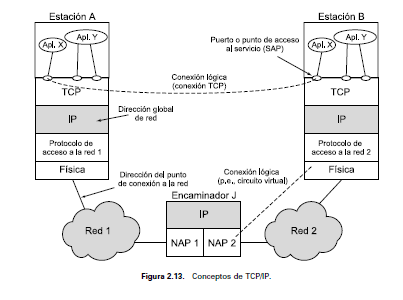 Estación A
Estación B
Apl. X
Apl. Y
Puerto o punto de acceso
al servicio (SAP)
Apl. X
Apl. Y
Conexión lógica
(conexión TCP)
TCP
TCP
Dirección global
de red
IP
IP
Protocolo de
acceso a la red 1
Protocolo de
acceso a la red 2
Física
Física
Conexión lógica
(p.e., circuito virtual)
Dirección del punto
de conexión a la red
Encaminador J
IP
Red 1
NAP 1
NAP 2
Red 2
Figura 2.13. Conceptos de TCP/IP.